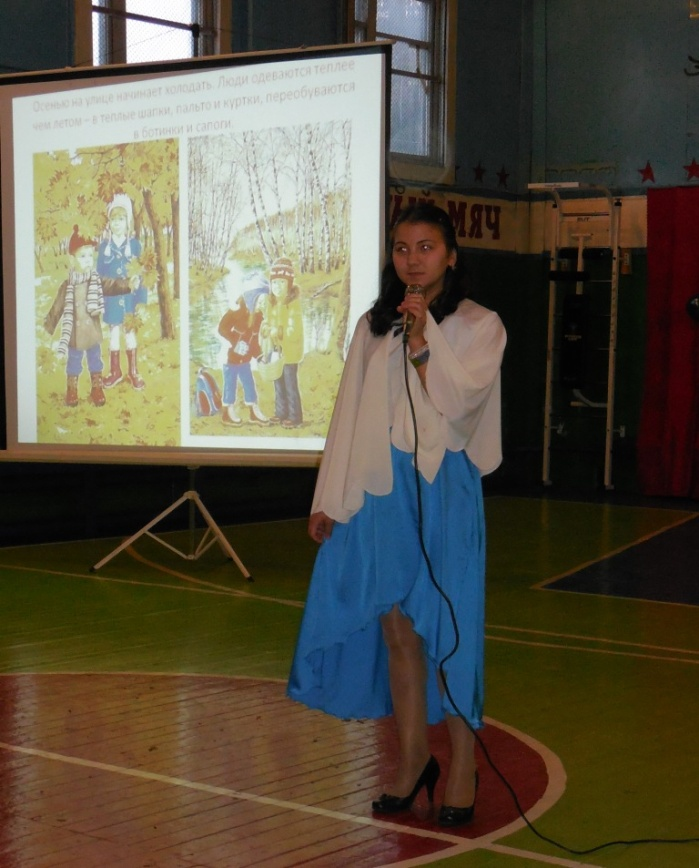 Осенью на улице начинает холодать. Люди одеваются теплее
чем летом – в теплые шапки, пальто и куртки, переобуваются
в ботинки и сапоги.
МЯЧ